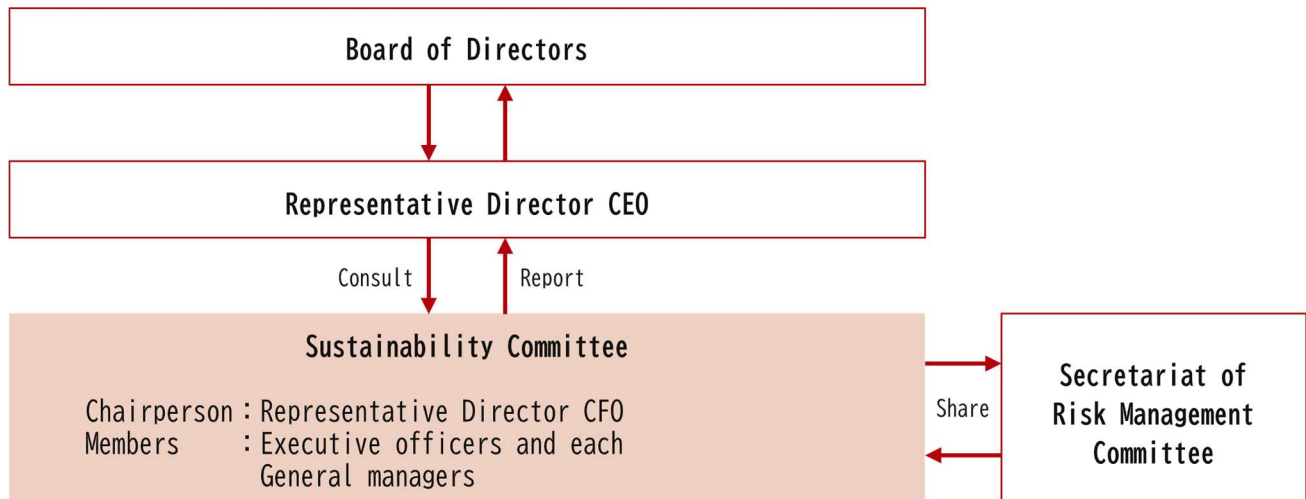 Board of Directors
Representative Director CEO
Consult
Report
Sustainability Committee
Chairperson：Representative Director CFO
Members ：Executive officers and each
General managers
Share
Secretariat of
Risk Management
Committee